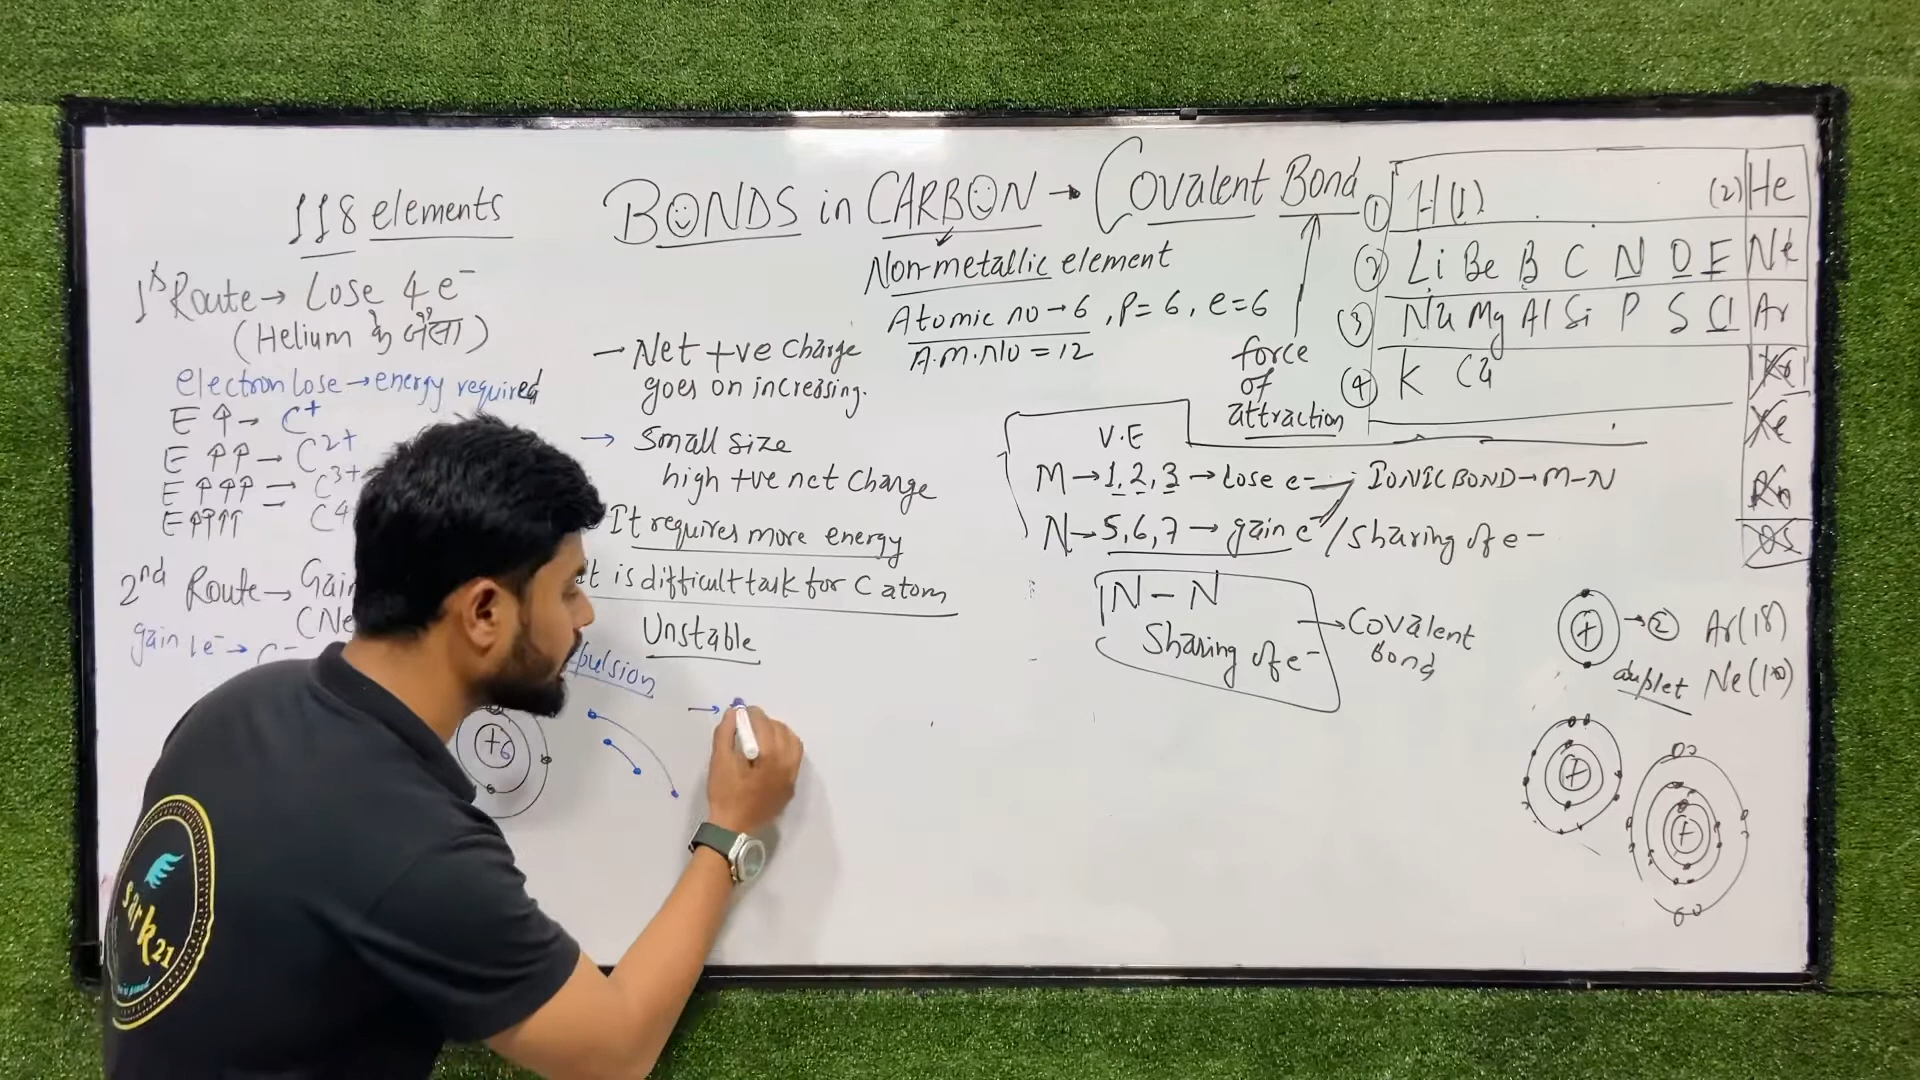 118 elements
1st Route → Lose 4e⁻
(Helium के जैसा)
electron lose → energy required
E ↑ → C⁺
E ↑↑ → C²⁺
E ↑↑↑ → C³⁺
E ↑↑↑↑ → C⁴
2nd Route → Gain
(Ne
gain 1e⁻ → C⁻
+6
BONDS in CARBON → Covalent Bond
Non-metallic element
Atomic no → 6, P = 6, e = 6
A.M.No = 12
→ Net +ve charge
goes on increasing.
→ Small size
high +ve net charge
It requires more energy
It is difficult task for C atom
Unstable
pulsion
→
force
of
attraction
V.E
M → 1, 2, 3 → Lose e⁻ → IONIC BOND → M-N
N → 5, 6, 7 → gain e⁻ / sharing of e⁻
N - N → Covalent
Sharing of e⁻ Bond
① H(1) (2) He
② Li Be B C N O F Ne
(3) Na Mg Al Si P S Cl Ar
④ K Ca Kr
Xe
Rn
Os
+ → ② Ar(18)
duplet Ne(10)
+
+
Sark
21